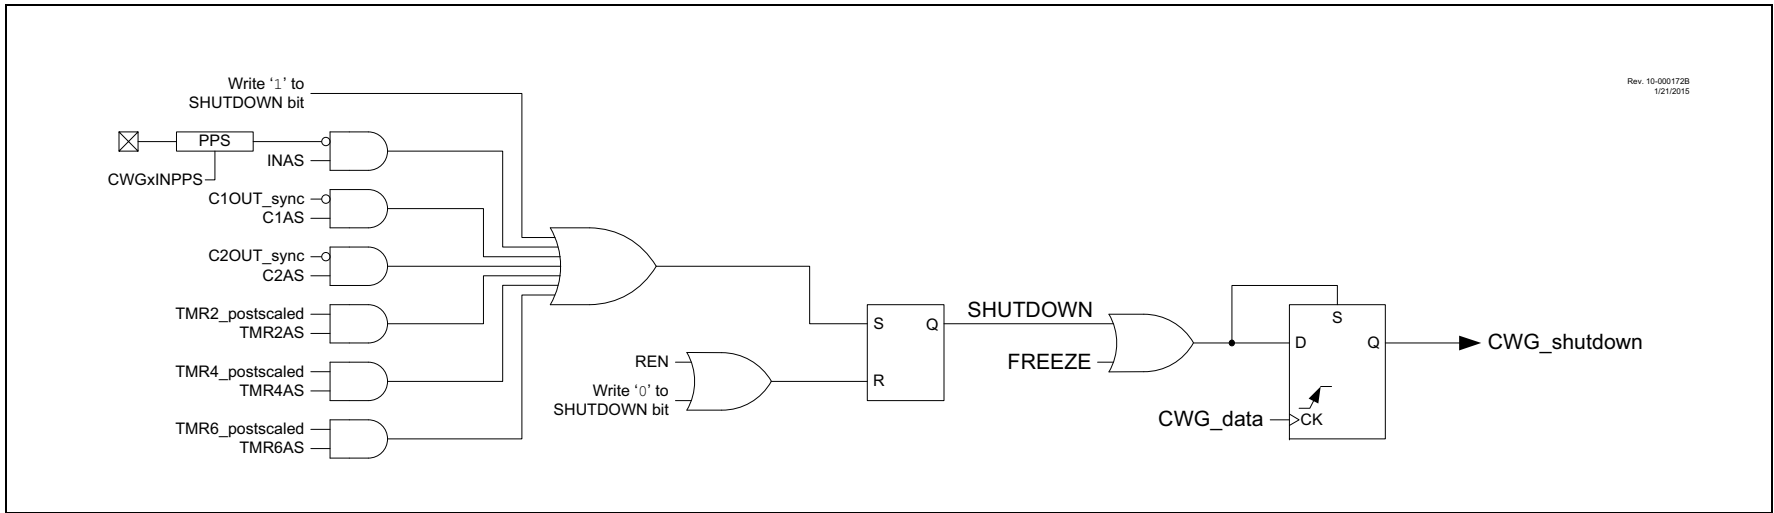 Rev. 10-000172B
1/21/2015
Write ‘1’ to
SHUTDOWN bit
PPS
INAS
CWGxINPPS
C1OUT_sync
C1AS
C2OUT_sync
C2AS
TMR2_postscaled
TMR2AS
TMR4_postscaled
TMR4AS
TMR6_postscaled
TMR6AS
REN
Write ‘0’ to
SHUTDOWN bit
S
Q
R
SHUTDOWN
FREEZE
S
D
Q
CK
CWG_data
CWG_shutdown